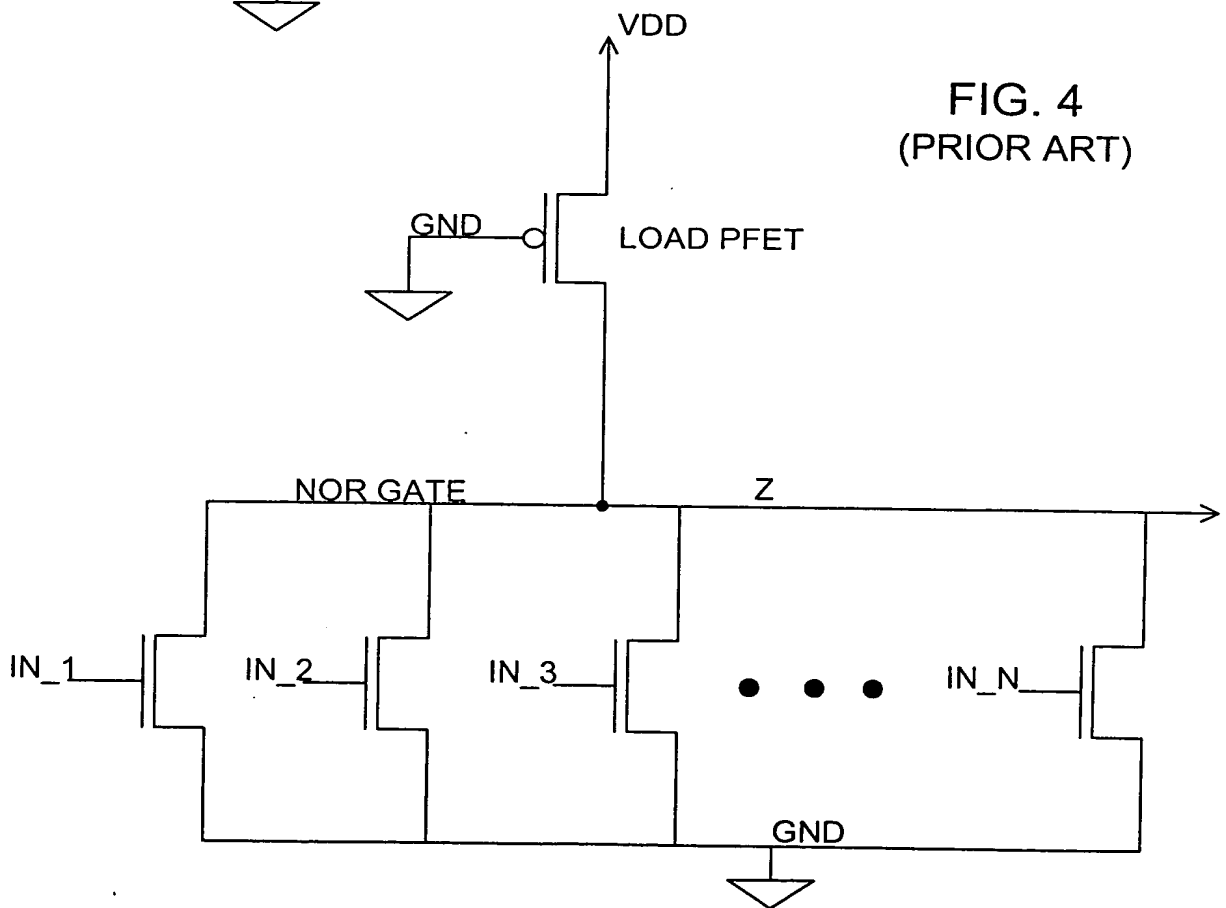 VDD
FIG. 4
(PRIOR ART)
GND
LOAD PFET
NOR GATE
Z
IN_1
IN_2
IN_3
IN_N
GND